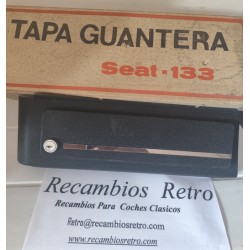 TAPA GUANTERA
Seat-133
Recambios Retro
Recambios Para Coches Clasicos
Retro@recambiosretro.com
www.recambiosretro.com